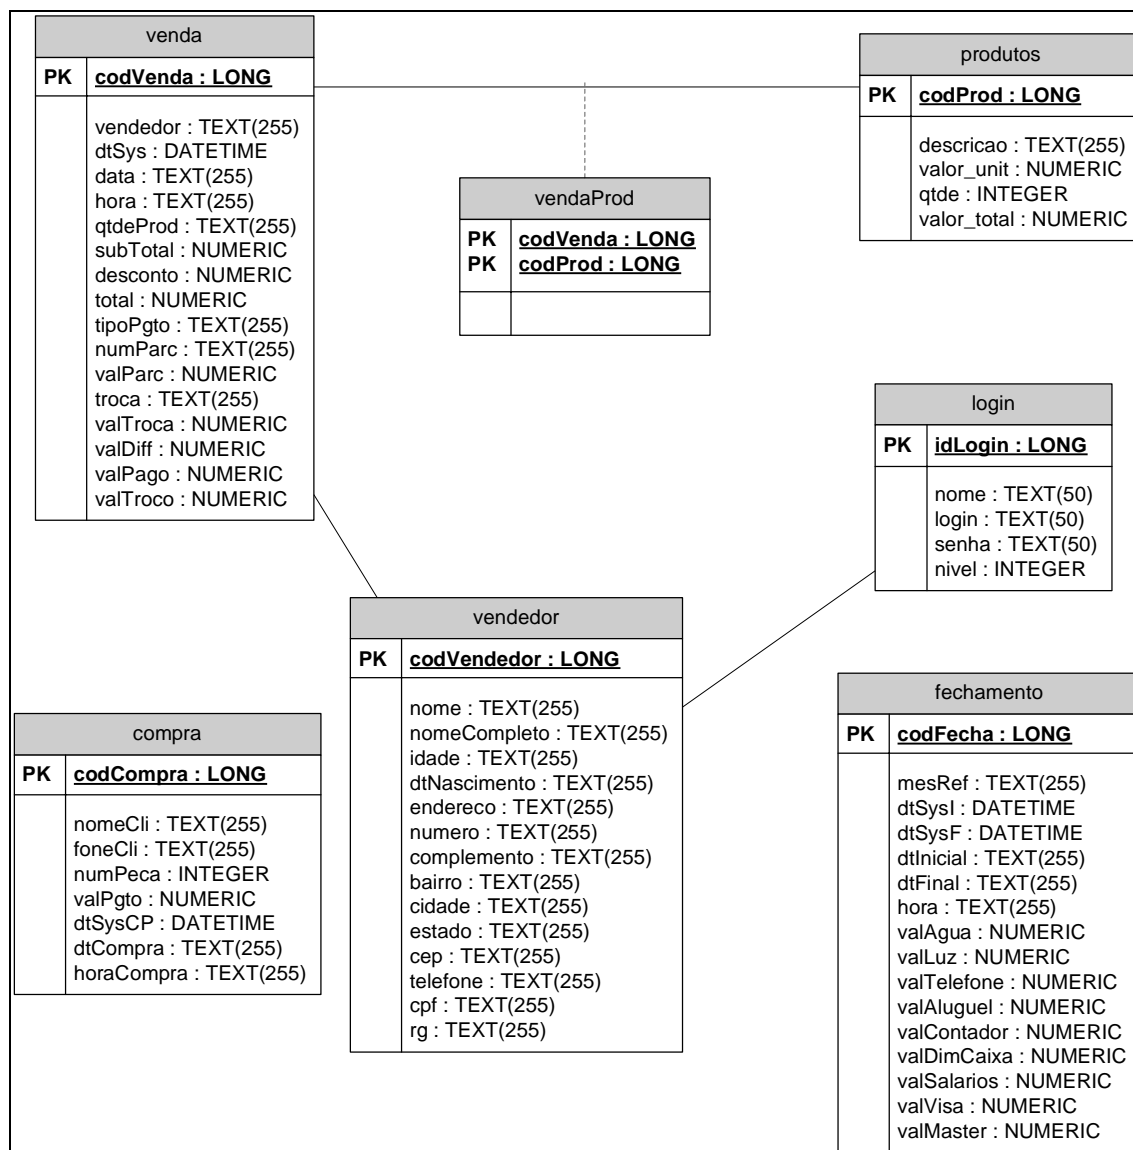 venda
PK codVenda : LONG
vendedor : TEXT(255)
dtSys : DATETIME
data : TEXT(255)
hora : TEXT(255)
qtdeProd : TEXT(255)
subTotal : NUMERIC
desconto : NUMERIC
total : NUMERIC
tipoPgto : TEXT(255)
numParc : TEXT(255)
valParc : NUMERIC
troca : TEXT(255)
valTroca : NUMERIC
valDiff : NUMERIC
valPago : NUMERIC
valTroco : NUMERIC
produtos
PK codProd : LONG
descricao : TEXT(255)
valor_unit : NUMERIC
qtde : INTEGER
valor_total : NUMERIC
vendaProd
PK codVenda : LONG
PK codProd : LONG
login
PK idLogin : LONG
nome : TEXT(50)
login : TEXT(50)
senha : TEXT(50)
nivel : INTEGER
vendedor
PK codVendedor : LONG
nome : TEXT(255)
nomeCompleto : TEXT(255)
idade : TEXT(255)
dtNascimento : TEXT(255)
endereco : TEXT(255)
numero : TEXT(255)
complemento : TEXT(255)
bairro : TEXT(255)
cidade : TEXT(255)
estado : TEXT(255)
cep : TEXT(255)
telefone : TEXT(255)
cpf : TEXT(255)
rg : TEXT(255)
compra
PK codCompra : LONG
nomeCli : TEXT(255)
foneCli : TEXT(255)
numPeca : INTEGER
valPgto : NUMERIC
dtSysCP : DATETIME
dtCompra : TEXT(255)
horaCompra : TEXT(255)
fechamento
PK codFecha : LONG
mesRef : TEXT(255)
dtSysI : DATETIME
dtSysF : DATETIME
dtInicial : TEXT(255)
dtFinal : TEXT(255)
hora : TEXT(255)
valAgua : NUMERIC
valLuz : NUMERIC
valTelefone : NUMERIC
valAluguel : NUMERIC
valContador : NUMERIC
valDimCaixa : NUMERIC
valSalarios : NUMERIC
valVisa : NUMERIC
valMaster : NUMERIC